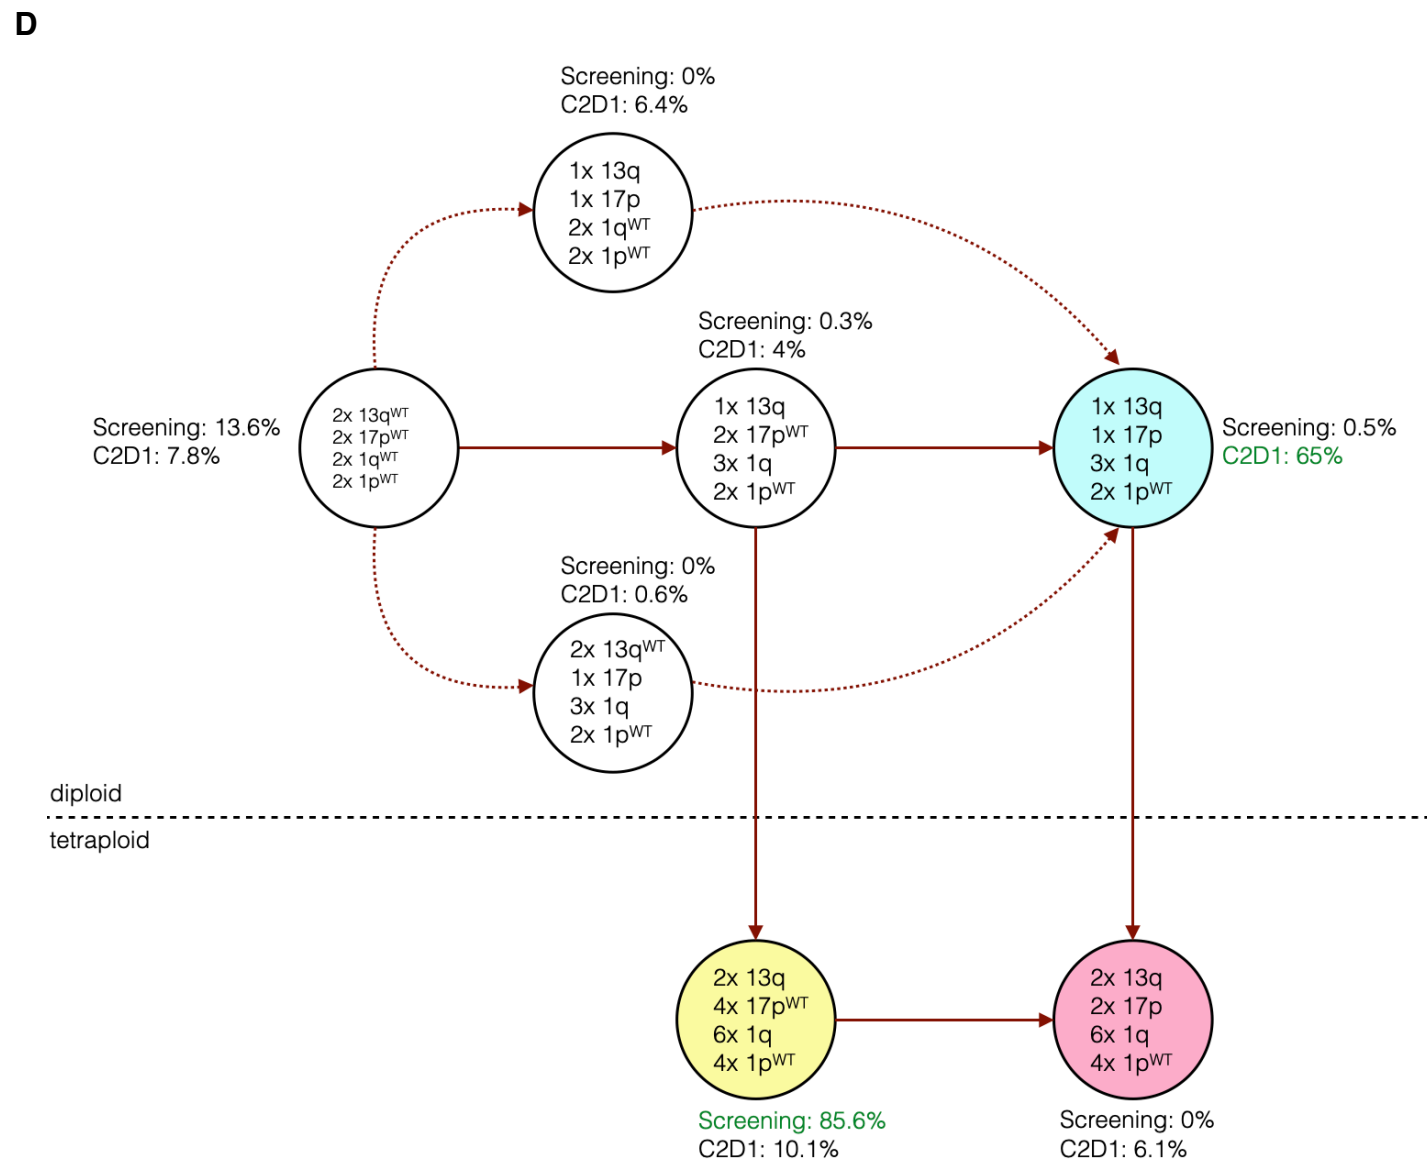 D
Screening: 0%
C2D1: 6.4%
1x 13q
1x 17p
2x 1qWT
2x 1pWT
Screening: 0.3%
C2D1: 4%
Screening: 13.6%
C2D1: 7.8%
2x 13qWT
2x 17pWT
2x 1qWT
2x 1pWT
1x 13q
2x 17pWT
3x 1q
2x 1pWT
1x 13q
1x 17p
3x 1q
2x 1pWT
Screening: 0.5%
C2D1: 65%
Screening: 0%
C2D1: 0.6%
2x 13qWT
1x 17p
3x 1q
2x 1pWT
diploid
tetraploid
2x 13q
4x 17pWT
6x 1q
4x 1pWT
Screening: 85.6%
C2D1: 10.1%
2x 13q
2x 17p
6x 1q
4x 1pWT
Screening: 0%
C2D1: 6.1%